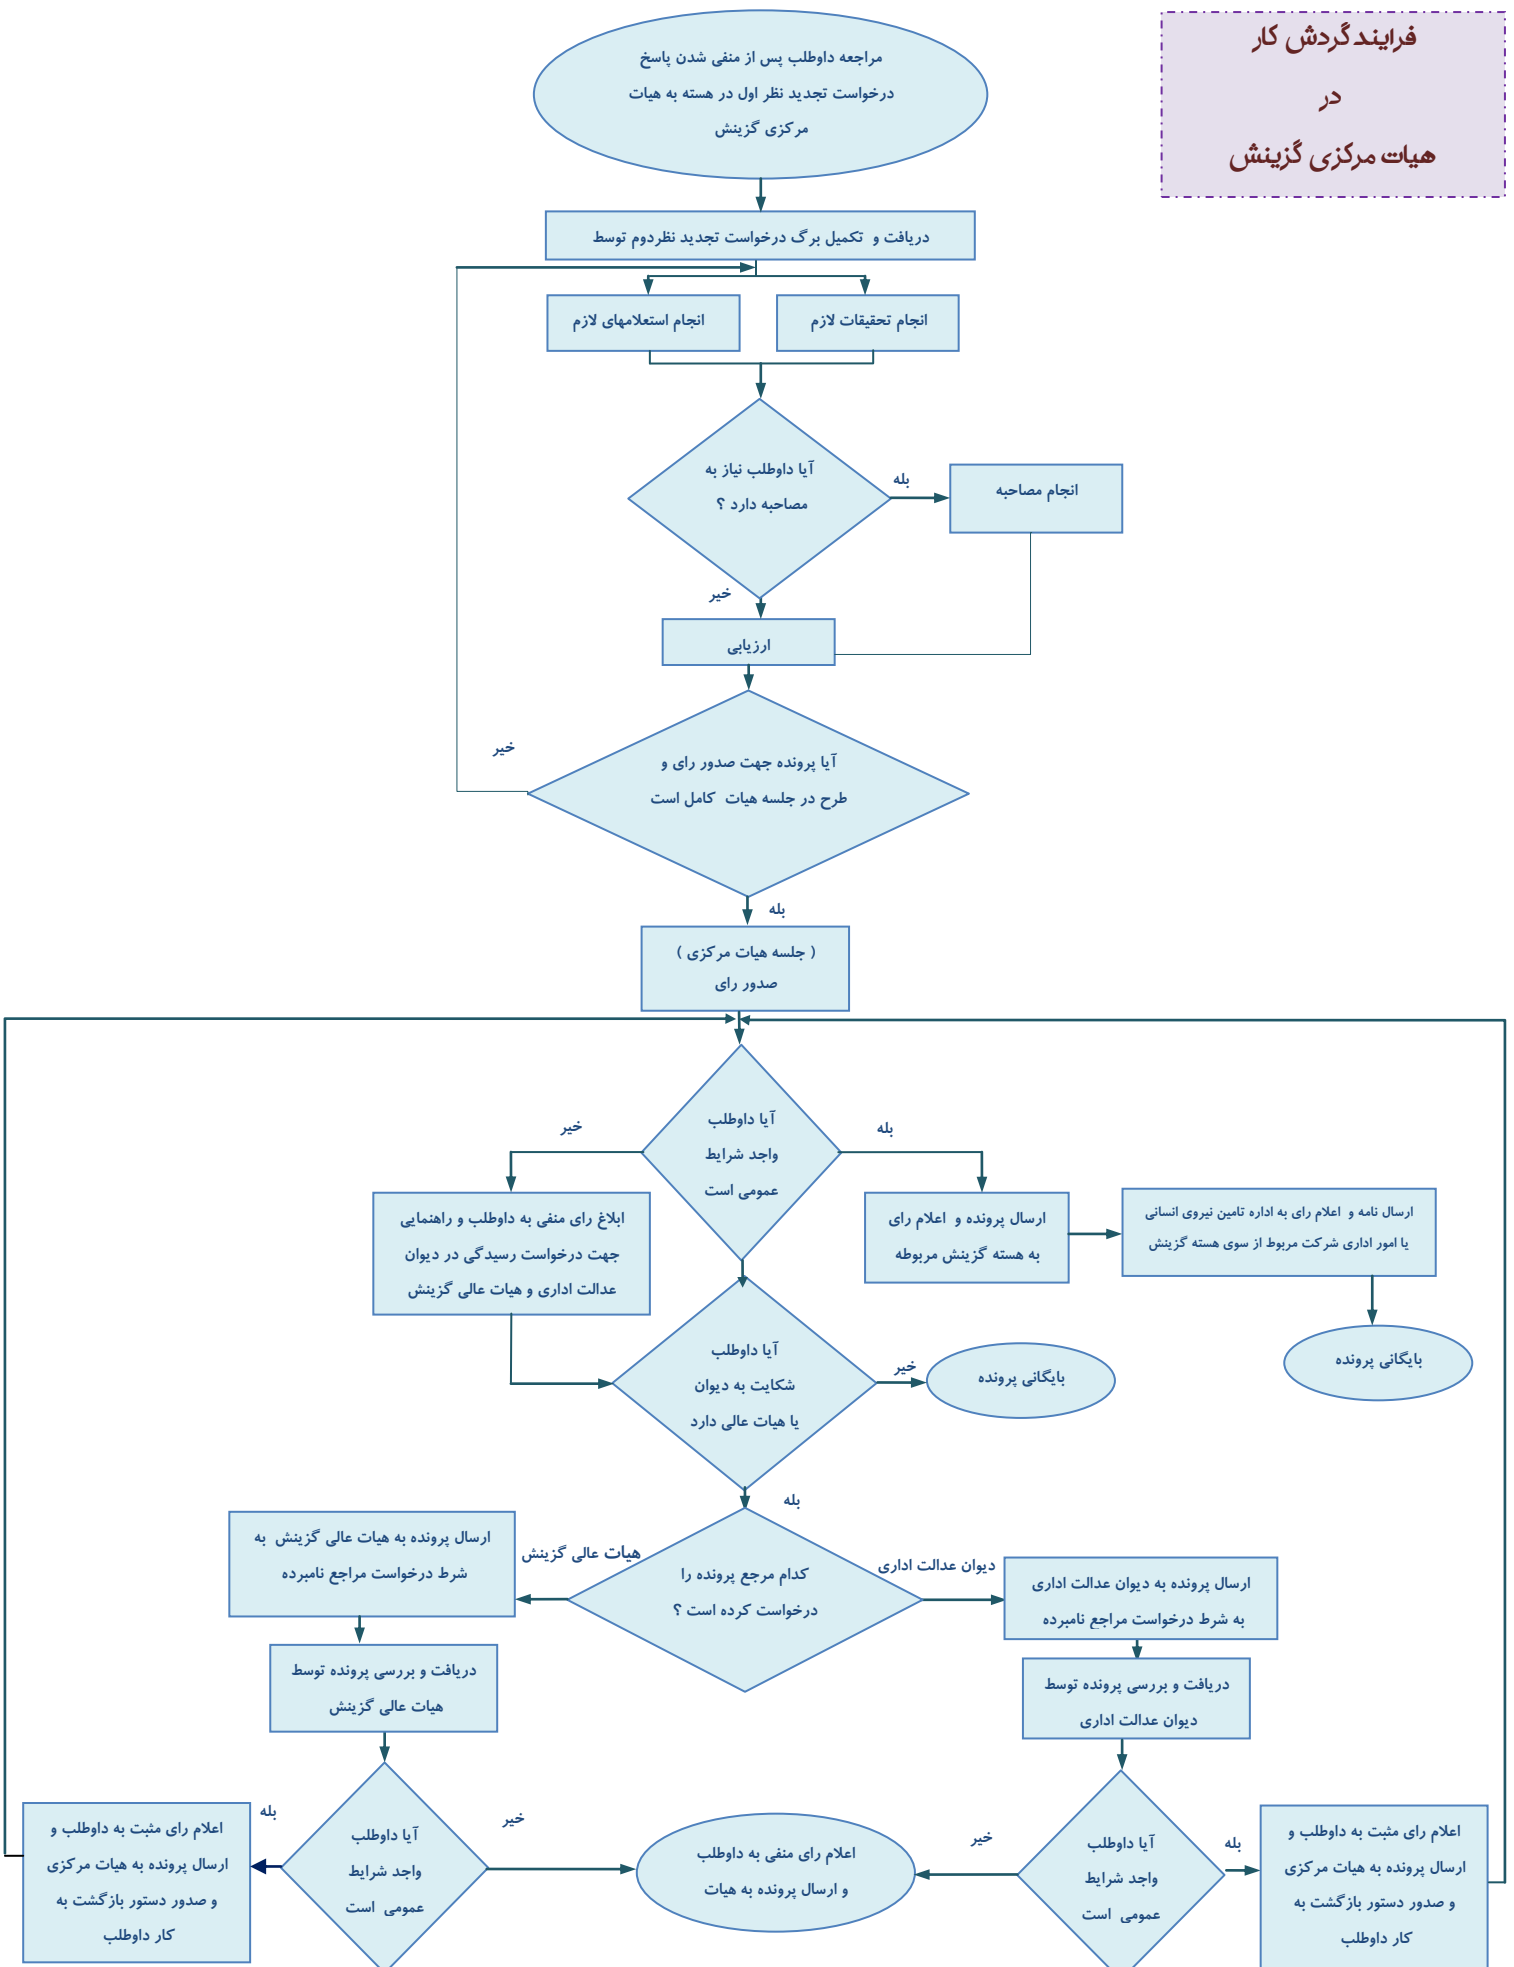 فرایند گردش کار
در
هیات مرکزی گزینش
مراجعه داوطلب پس از منفی شدن پاسخ
درخواست تجدید نظر اول در هسته به هیات
مرکزی گزینش
دریافت و تکمیل برگ درخواست تجدید نظردوم توسط
انجام تحقیقات لازم
انجام استعلامهای لازم
آیا داوطلب نیاز به
مصاحبه دارد ؟
بله
انجام مصاحبه
خیر
ارزیابی
آیا پرونده جهت صدور رای و
طرح در جلسه هیات کامل است
خیر
بله
( جلسه هیات مرکزی )
صدور رای
آیا داوطلب
واجد شرایط
عمومی است
بله
خیر
ارسال نامه و اعلام رای به اداره تامین نیروی انسانی
یا امور اداری شرکت مربوط از سوی هسته گزینش
ارسال پرونده و اعلام رای
به هسته گزینش مربوطه
ابلاغ رای منفی به داوطلب و راهنمایی
جهت درخواست رسیدگی در دیوان
عدالت اداری و هیات عالی گزینش
بایگانی پرونده
آیا داوطلب
شکایت به دیوان
یا هیات عالی دارد
خیر
بایگانی پرونده
بله
کدام مرجع پرونده را
درخواست کرده است ؟
دیوان عدالت اداری
هیات عالی گزینش
ارسال پرونده به دیوان عدالت اداری
به شرط درخواست مراجع نامبرده
ارسال پرونده به هیات عالی گزینش به
شرط درخواست مراجع نامبرده
دریافت و بررسی پرونده توسط
دیوان عدالت اداری
دریافت و بررسی پرونده توسط
هیات عالی گزینش
اعلام رای مثبت به داوطلب و
ارسال پرونده به هیات مرکزی
و صدور دستور بازگشت به
کار داوطلب
بله
آیا داوطلب
واجد شرایط
عمومی است
خیر
اعلام رای منفی به داوطلب
و ارسال پرونده به هیات
خیر
آیا داوطلب
واجد شرایط
عمومی است
بله
اعلام رای مثبت به داوطلب و
ارسال پرونده به هیات مرکزی
و صدور دستور بازگشت به
کار داوطلب